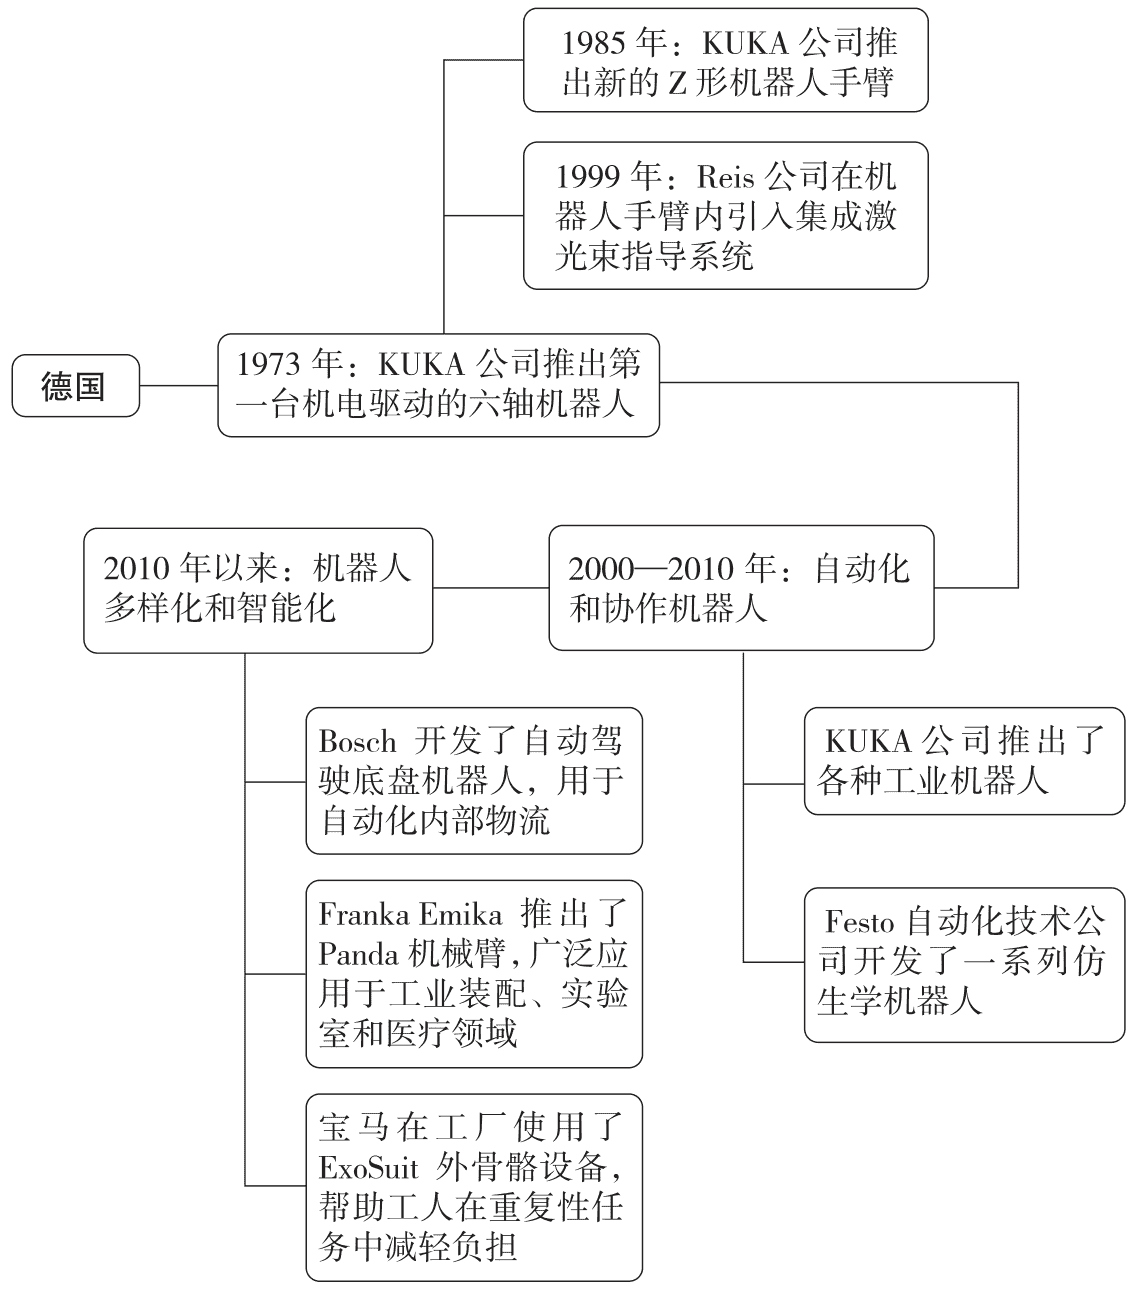 1985 年：KUKA 公司推
出新的 Z 形机器人手臂
1999 年：Reis 公司在机
器人手臂内引入集成激
光束指导系统
德国
1973 年：KUKA 公司推出第
一台机电驱动的六轴机器人
2010 年以来：机器人
多样化和智能化
2000—2010 年：自动化
和协作机器人
Bosch 开发了自动驾
驶底盘机器人，用于
自动化内部物流
Franka Emika 推出了
Panda 机械臂，广泛应
用于工业装配、实验
室和医疗领域
宝马在工厂使用了
ExoSuit 外骨骼设备，
帮助工人在重复性任
务中减轻负担
KUKA 公司推出了
各种工业机器人
Festo 自动化技术公
司开发了一系列仿
生学机器人